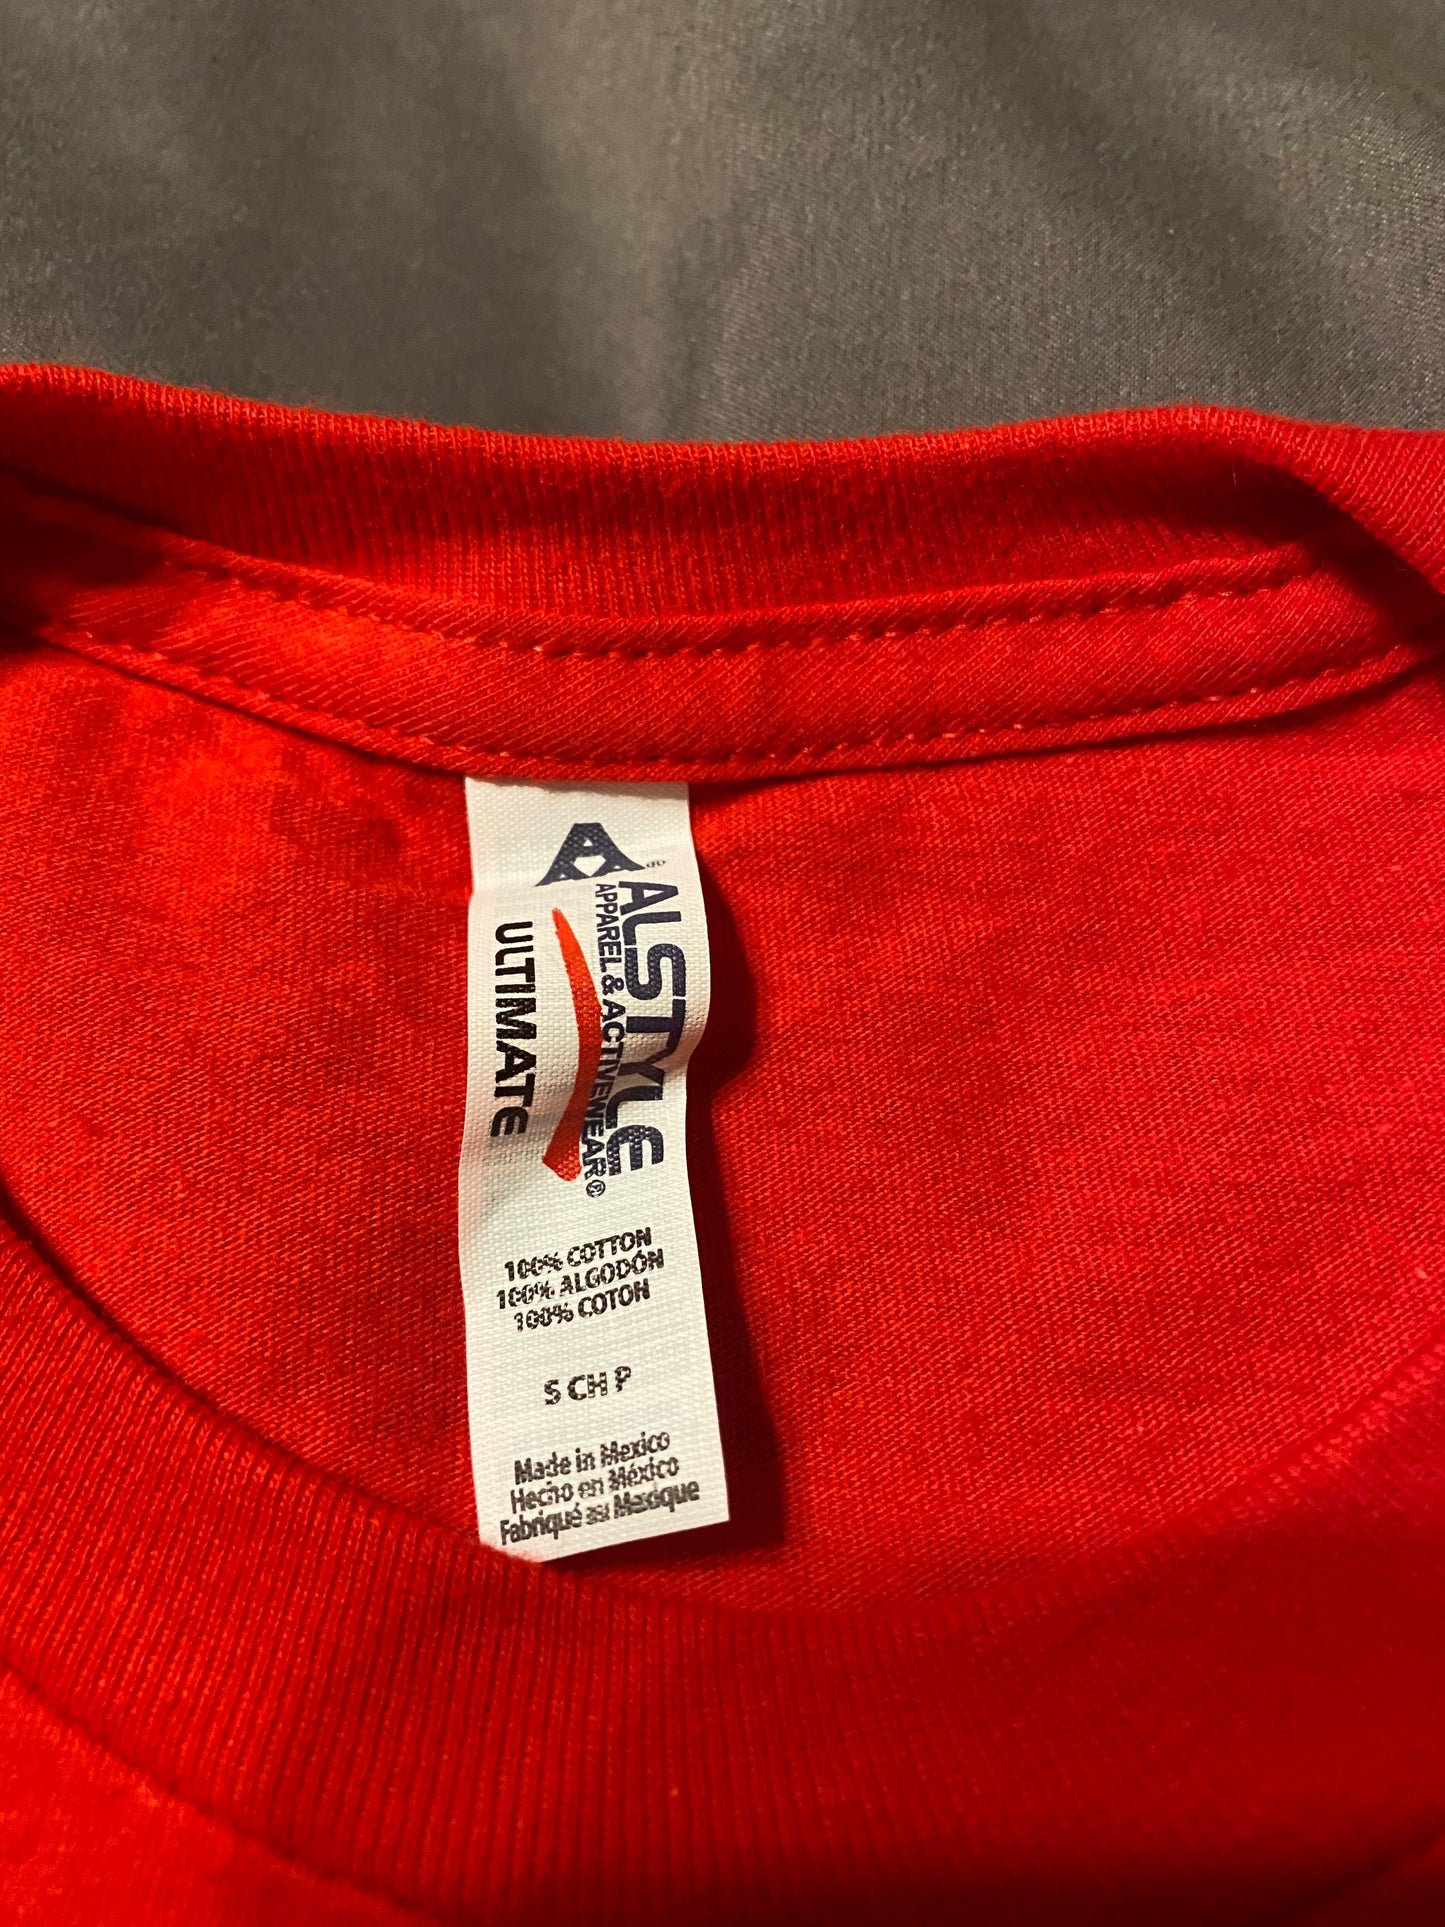 ALSTYLE
APPAREL & ACTIVEWEAR®
ULTIMATE
100% COTTON
100% ALGODÓN
100% COTON
S CH P
Made in Mexico
Hecho en México
Fabriqué au Mexique